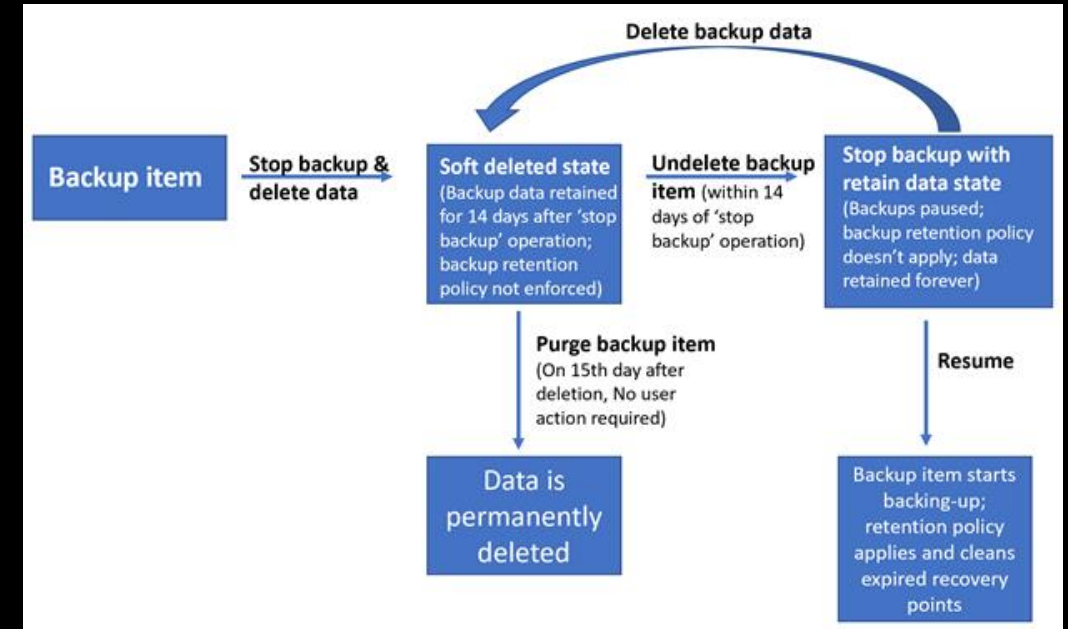 Delete backup data
Backup item
Stop backup &
delete data
Soft deleted state
(Backup data retained
for 14 days after ‘stop
backup’ operation;
backup retention
policy not enforced)
Undelete backup
item (within 14
days of ‘stop
backup’ operation)
Stop backup with
retain data state
(Backups paused;
backup retention policy
doesn’t apply; data
retained forever)
Purge backup item
(On 15th day after
deletion, No user
action required)
Resume
Data is
permanently
deleted
Backup item starts
backing-up;
retention policy
applies and cleans
expired recovery
points